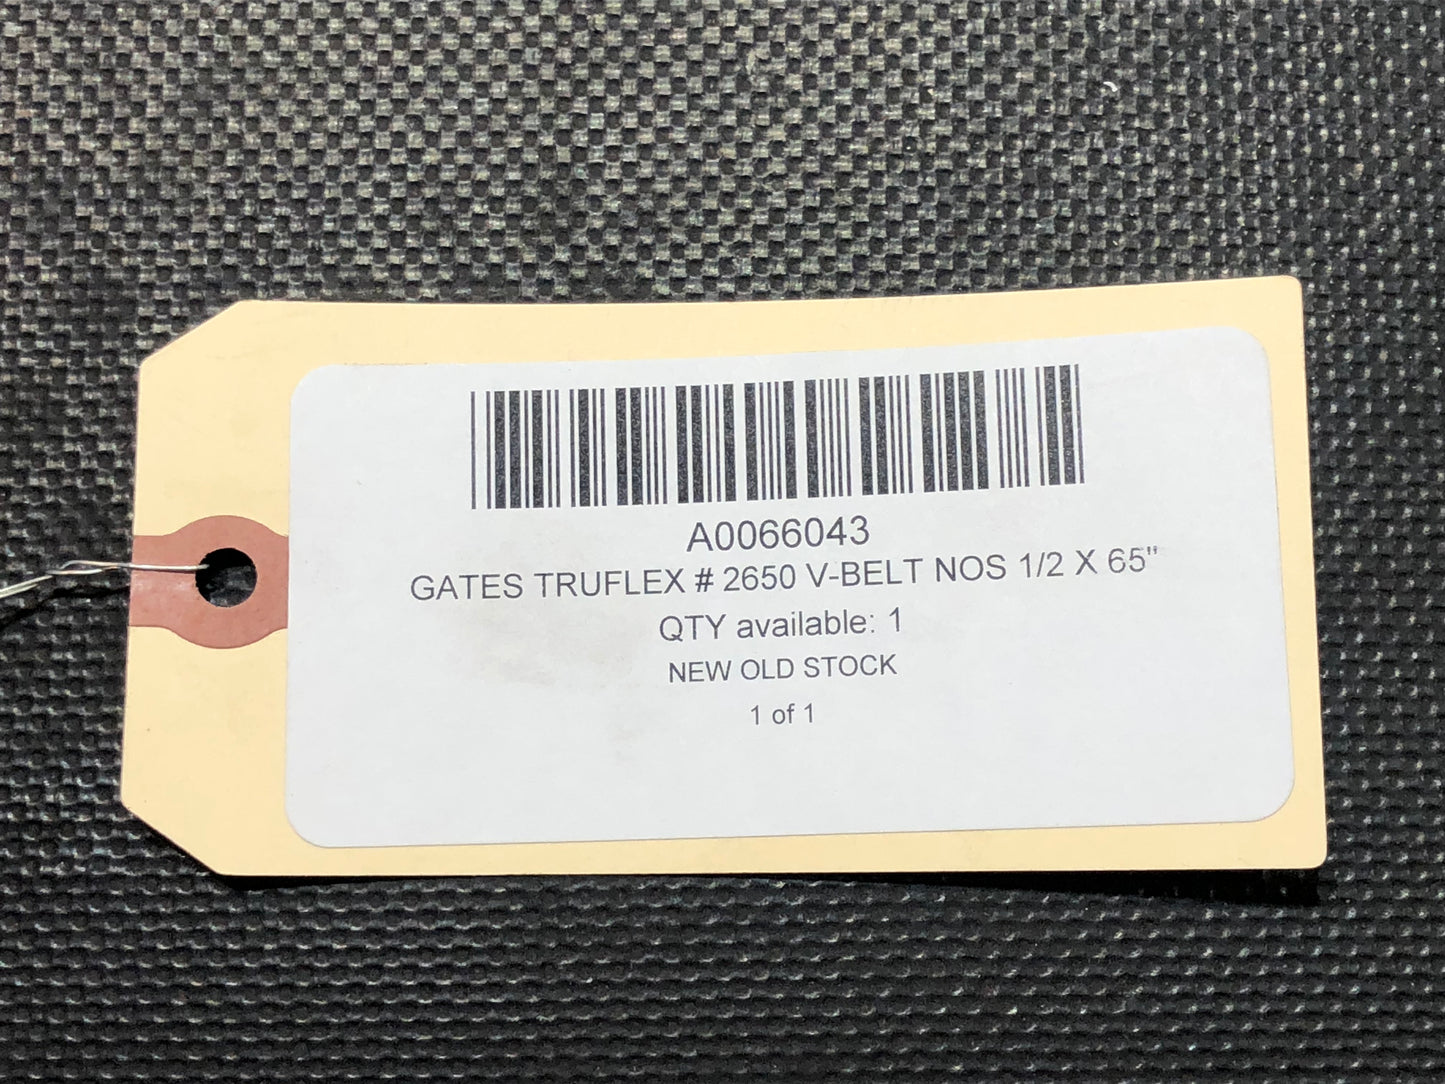 A0066043
GATES TRUFLEX # 2650 V-BELT NOS 1/2 X 65"
QTY available: 1
NEW OLD STOCK
1 of 1